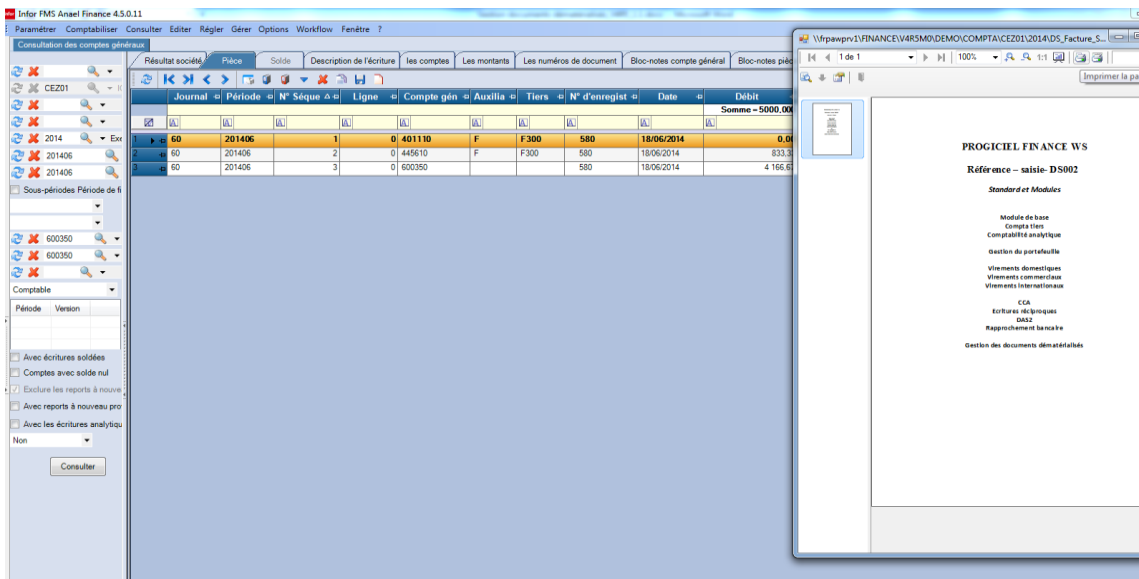 Infor FMS Anael Finance 4.5.0.11
Paramétrer Comptabiliser Consulter Editer Régler Gérer Options Workflow Fenêtre ?
Consultation des comptes généraux
CEZ01
2014 Exe
201406
201406
Sous-périodes Période de fi
600350
600350
Comptable
Période Version
Avec écritures soldées
Comptes avec solde nul
Exclure les reports à nouve
Avec reports à nouveau pro
Avec les écritures analytiqu
Non
Consulter
Résultat société Pièce Solde Description de l'écriture les comptes Les montants Les numéros de document Bloc-notes compte général Bloc-notes pièc
Journal Période N° Séque Ligne Compte gén Auxilia Tiers N° d'enregist Date Débit
Somme = 5000,00
1 60 201406 1 0 401110 F F300 580 18/06/2014 0,00
2 60 201406 2 0 445610 F F300 580 18/06/2014 833,3
3 60 201406 3 0 600350 580 18/06/2014 4 166,6
\\frpawprv1\FINANCE\V4R5M0\DEMO\COMPTA\CEZ01\2014\DS_Facture_S...
1 de 1 100% 1:1
Imprimer la pa
PROGICIEL FINANCE WS
Référence – saisie- DS002
Standard et Modules
Module de base
Compta tiers
Comptabilité analytique
Gestion du portefeuille
Virements domestiques
Virements commerciaux
Virements internationaux
CCA
Ecritures réciproques
DAS2
Rapprochement bancaire
Gestion des documents dématérialisés